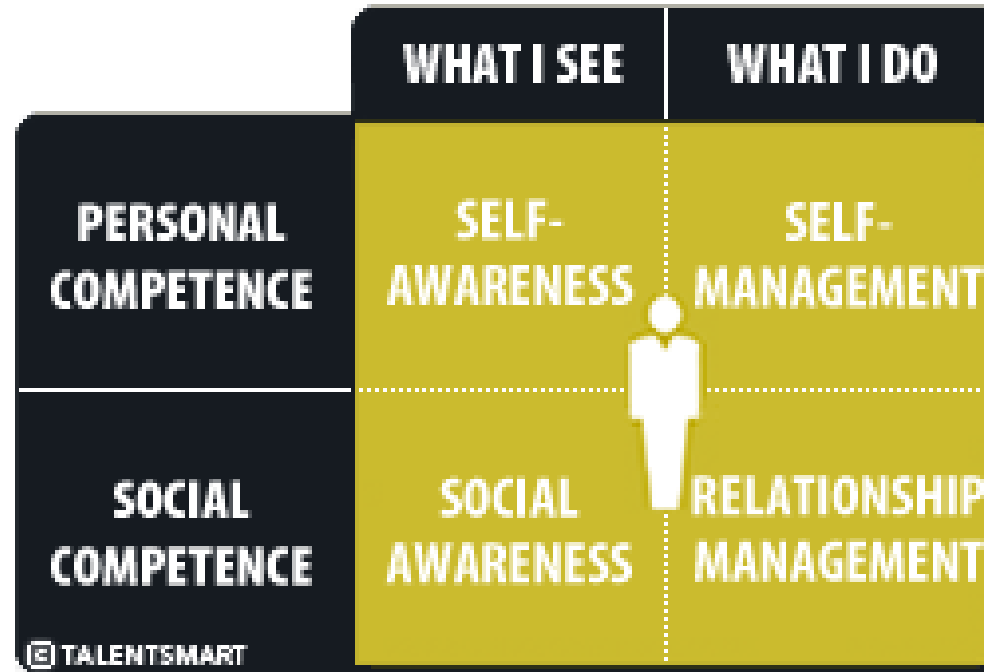 WHAT I SEE
WHAT I DO
PERSONAL
COMPETENCE
SELF-
AWARENESS
SELF-
MANAGEMENT
SOCIAL
COMPETENCE
SOCIAL
AWARENESS
RELATIONSHIP
MANAGEMENT
© TALENTSMART